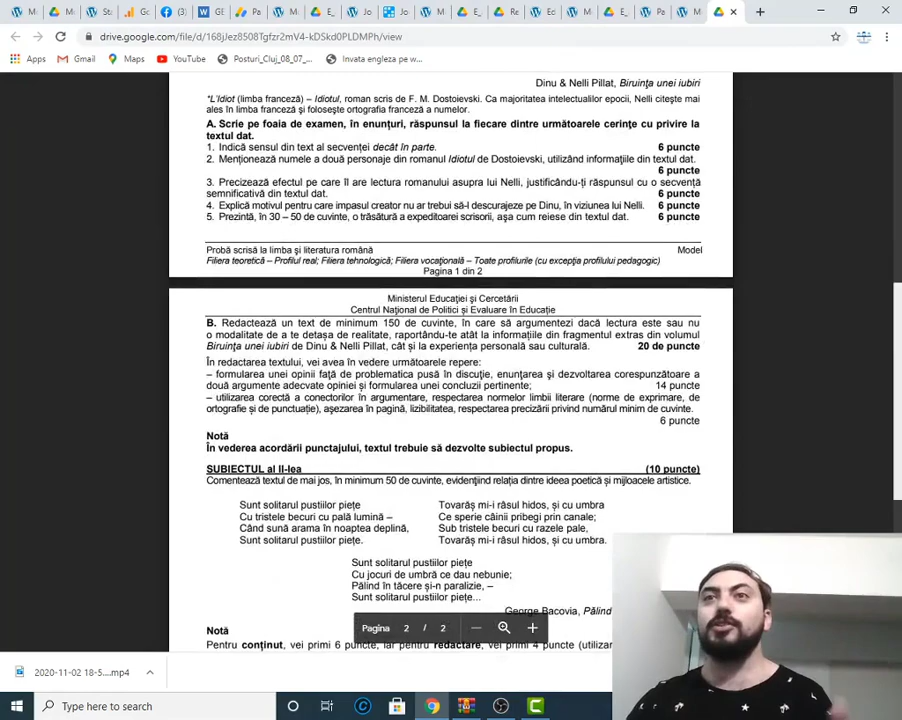 drive.google.com/file/d/168jJez8508Tgfzr2mV4-kDSkd0PLDMPh/view
Apps Gmail Maps YouTube Posturi_Cluj_08_07_... Invata engleza pe w...
Dinu & Nelli Pillat, Biruința unei iubiri
*L'Idiot (limba franceză) – Idiotul, roman scris de F. M. Dostoievski. Ca majoritatea intelectualilor epocii, Nelli citește mai
ales în limba franceză și folosește ortografia franceză a numelor.
A. Scrie pe foaia de examen, în enunțuri, răspunsul la fiecare dintre următoarele cerințe cu privire la
textul dat.
1. Indică sensul din text al secvenței decât în parte. 6 puncte
2. Menționează numele a două personaje din romanul Idiotul de Dostoievski, utilizând informațiile din textul dat.
6 puncte
3. Precizează efectul pe care îl are lectura romanului asupra lui Nelli, justificându-ți răspunsul cu o secvență
semnificativă din textul dat. 6 puncte
4. Explică motivul pentru care impasul creator nu ar trebui să-l descurajeze pe Dinu, în viziunea lui Nelli. 6 puncte
5. Prezintă, în 30 – 50 de cuvinte, o trăsătură a expeditoarei scrisorii, așa cum reiese din textul dat. 6 puncte
Probă scrisă la limba și literatura română Model
Filiera teoretică – Profilul real; Filiera tehnologică; Filiera vocațională – Toate profilurile (cu excepția profilului pedagogic)
Pagina 1 din 2
Ministerul Educației și Cercetării
Centrul Național de Politici și Evaluare în Educație
B. Redactează un text de minimum 150 de cuvinte, în care să argumentezi dacă lectura este sau nu
o modalitate de a te detașa de realitate, raportându-te atât la informațiile din fragmentul extras din volumul
Biruința unei iubiri de Dinu & Nelli Pillat, cât și la experiența personală sau culturală. 20 de puncte
În redactarea textului, vei avea în vedere următoarele repere:
– formularea unei opinii față de problematica pusă în discuție, enunțarea și dezvoltarea corespunzătoare a
două argumente adecvate opiniei și formularea unei concluzii pertinente; 14 puncte
– utilizarea corectă a conectorilor în argumentare, respectarea normelor limbii literare (norme de exprimare, de
ortografie și de punctuație), așezarea în pagină, lizibilitatea, respectarea precizării privind numărul minim de cuvinte.
6 puncte
Notă
În vederea acordării punctajului, textul trebuie să dezvolte subiectul propus.
SUBIECTUL al II-lea (10 puncte)
Comentează textul de mai jos, în minimum 50 de cuvinte, evidențiind relația dintre ideea poetică și mijloacele artistice.
Sunt solitarul pustiilor piețe
Cu tristele becuri cu pală lumină –
Când sună arama în noaptea deplină,
Sunt solitarul pustiilor piețe.
Tovarăș mi-i râsul hidos, și cu umbra
Ce sperie câinii pribegi prin canale;
Sub tristele becuri cu razele pale,
Tovarăș mi-i râsul hidos, și cu umbra.
Sunt solitarul pustiilor piețe
Cu jocuri de umbră ce dau nebunie;
Pălind în tăcere și-n paralizie, –
Sunt solitarul pustiilor piețe...
George Bacovia, Pălind
Pagina 2 / 2
Notă
Pentru conținut, vei primi 6 puncte, iar pentru redactare, vei primi 4 puncte (utilizar
2020-11-02 18-5....mp4
Type here to search